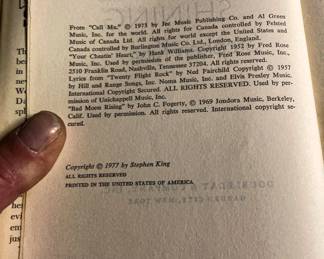 From "Call Me." © 1973 by Jec Music Publishing Co. and Al Green
Music, Inc. for the world. All rights for Canada controlled by Felsted
Music of Canada Ltd. All rights for world except the United States and
Canada controlled by Burlington Music Co. Ltd., London, England.
"Your Cheatin' Heart," by Hank Williams. Copyright 1952 by Fred Rose
Music, Inc. Used by permission of the publisher, Fred Rose Music, Inc.,
2510 Franklin Road, Nashville, Tennessee 37204. All rights reserved.
Lyrics from "Twenty Flight Rock" by Ned Fairchild Copyright © 1957
by Hill and Range Songs, Inc. Noma Music, Inc. and Elvis Presley Music.
International Copyright Secured. ALL RIGHTS RESERVED. Used by per-
mission of Unichappell Music, Inc.
"Bad Moon Rising" by John C. Fogerty, © 1969 Jondora Music, Berkeley,
Calif. Used by permission. All rights reserved. International copyright se-
cured.
Copyright © 1977 by Stephen King
ALL RIGHTS RESERVED
PRINTED IN THE UNITED STATES OF AMERICA